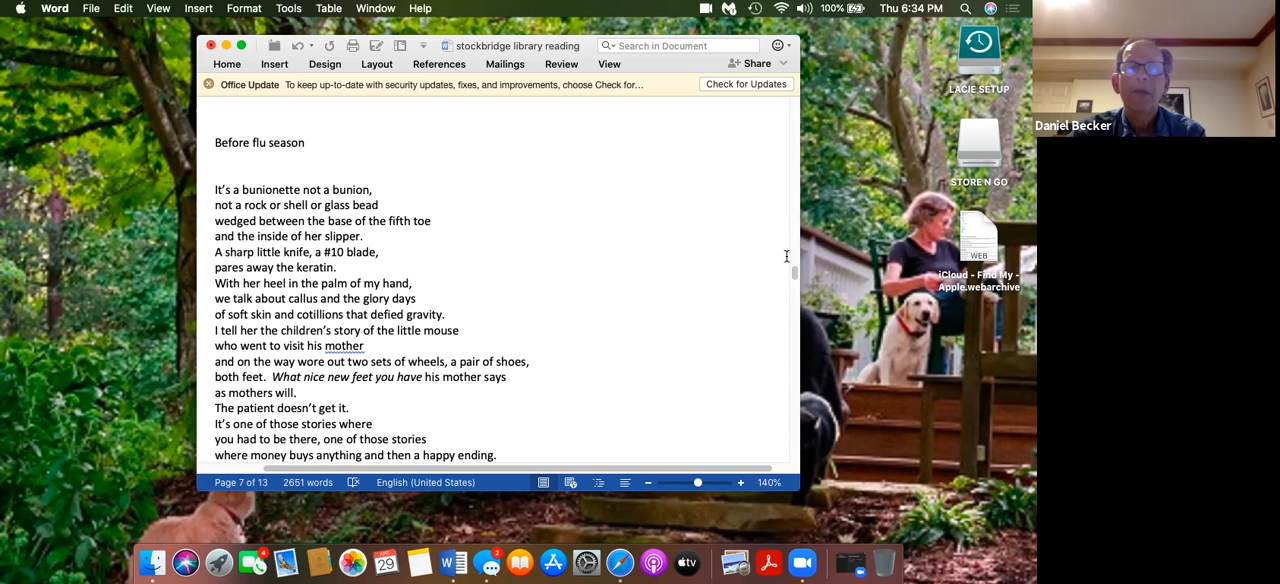 Word File Edit View Insert Format Tools Table Window Help 100% Thu 6:34 PM
stockbridge library reading Search in Document
Home Insert Design Layout References Mailings Review View Share
Office Update To keep up-to-date with security updates, fixes, and improvements, choose Check for… Check for Updates
Before flu season
It's a bunionette not a bunion,
not a rock or shell or glass bead
wedged between the base of the fifth toe
and the inside of her slipper.
A sharp little knife, a #10 blade,
pares away the keratin.
With her heel in the palm of my hand,
we talk about callus and the glory days
of soft skin and cotillions that defied gravity.
I tell her the children's story of the little mouse
who went to visit his mother
and on the way wore out two sets of wheels, a pair of shoes,
both feet. What nice new feet you have his mother says
as mothers will.
The patient doesn't get it.
It's one of those stories where
you had to be there, one of those stories
where money buys anything and then a happy ending.
Page 7 of 13 2651 words English (United States) 140%
LACIE SETUP
STORE N GO
WEB
iCloud - Find My -
Apple.webarchive
Daniel Becker
4
APR
29
2
tv